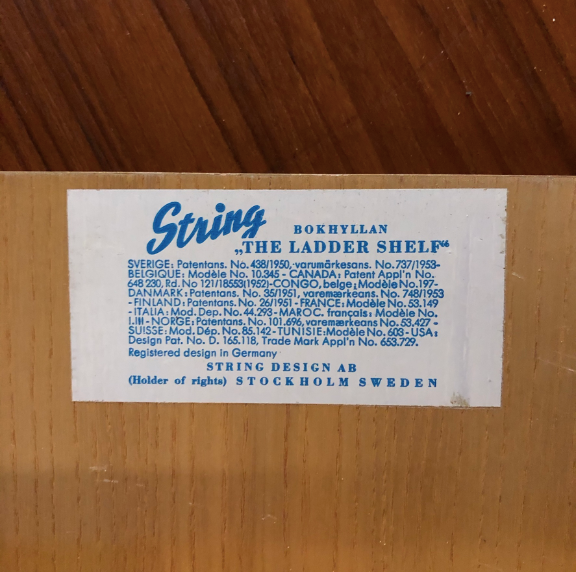 String
BOKHYLLAN
„THE LADDER SHELF“
SVERIGE: Patentans. No. 438/1950, varumärkesans. No. 737/1953-
BELGIQUE: Modèle No. 10.345 - CANADA: Patent Appl'n No.
648 230, Rd. No 121/18553(1952)-CONGO, belge: Modèle No. 197-
DANMARK: Patentans. No. 35/1951, varemærkeans. No. 748/1953
- FINLAND: Patentans. No. 26/1951 - FRANCE: Modèle No. 53.149
- ITALIA: Mod. Dep. No. 44.293 - MAROC. français: Modèle No.
I.III - NORGE: Patentans. No. 101.696, varemærkeans No. 53.427 -
SUISSE: Mod. Dép. No. 85.142 - TUNISIE: Modèle No. 603 - USA:
Design Pat. No. D. 165.118, Trade Mark Appl'n No. 653.729.
Registered design in Germany
STRING DESIGN AB
(Holder of rights) STOCKHOLM SWEDEN